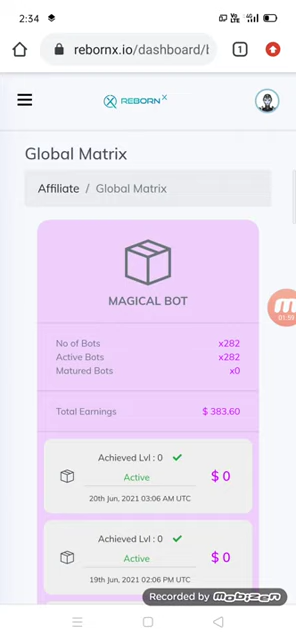 2:34
rebornx.io/dashboard/b
1
REBORN X
Global Matrix
Affiliate / Global Matrix
MAGICAL BOT
No of Bots x282
Active Bots x282
Matured Bots x0
Total Earnings $ 383.60
Achieved Lvl : 0
Active
$ 0
20th Jun, 2021 03:06 AM UTC
Achieved Lvl : 0
Active
$ 0
19th Jun, 2021 02:06 PM UTC
01:59
Recorded by mobizen